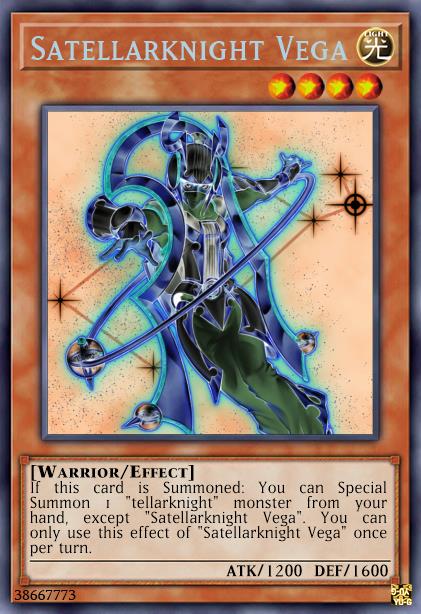 SATELLARKNIGHT VEGA
LIGHT
光
[WARRIOR/EFFECT]
If this card is Summoned: You can Special
Summon 1 "tellarknight" monster from your
hand, except "Satellarknight Vega". You can
only use this effect of "Satellarknight Vega" once
per turn.
ATK/1200 DEF/1600
38667773